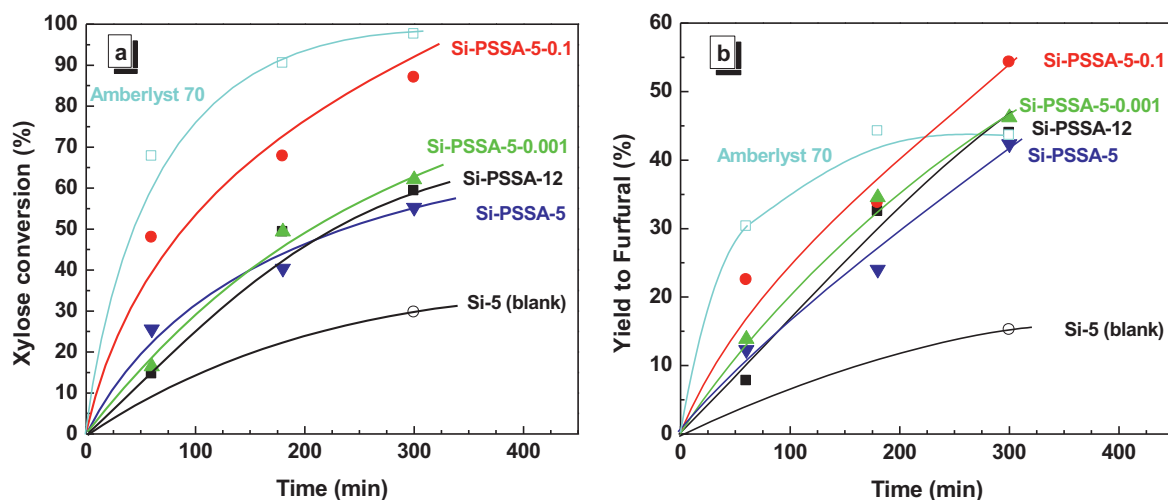 a
Xylose conversion (%)
100
90
80
70
60
50
40
30
20
10
0
0
100
200
300
400
Time (min)
Amberlyst 70
Si-PSSA-5-0.1
Si-PSSA-5-0.001
Si-PSSA-12
Si-PSSA-5
Si-5 (blank)
b
Yield to Furfural (%)
60
50
40
30
20
10
0
0
100
200
300
400
Time (min)
Si-PSSA-5-0.1
Si-PSSA-5-0.001
Si-PSSA-12
Si-PSSA-5
Amberlyst 70
Si-5 (blank)